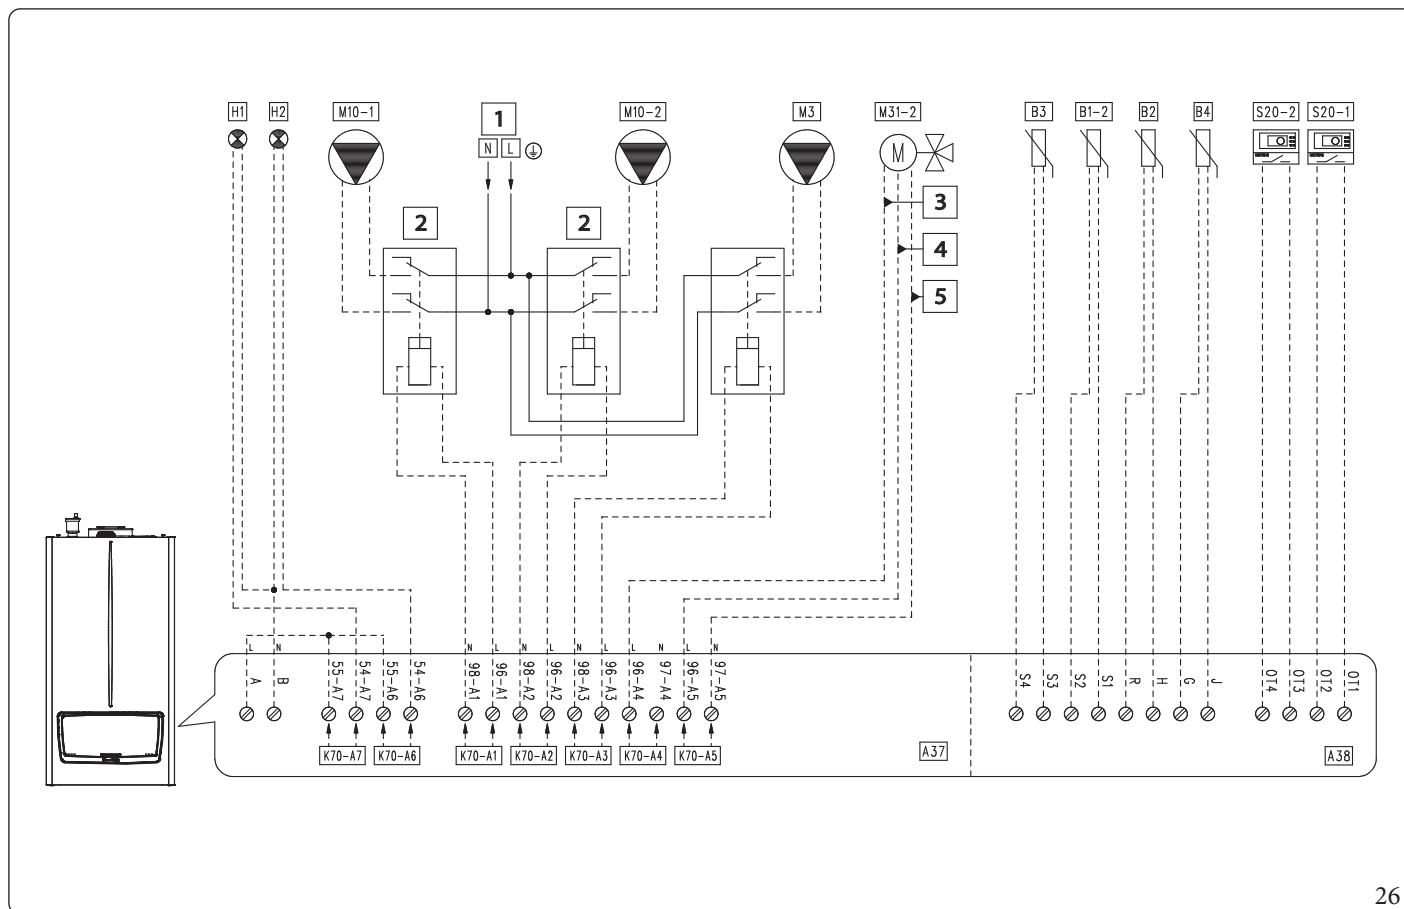 H1 H2 M10-1 1 M10-2 M3 M31-2 B3 B1-2 B2 B4 S20-2 S20-1
N L
M
3
2 2
4
5
L N N L N L N L L N L N
A B 55-A7 54-A7 55-A6 54-A6 98-A1 96-A1 98-A2 96-A2 98-A3 96-A3 96-A4 97-A4 96-A5 97-A5 S4 S3 S2 S1 R H G J OT4 OT3 OT2 OT1
K70-A7 K70-A6 K70-A1 K70-A2 K70-A3 K70-A4 K70-A5 A37 A38
26